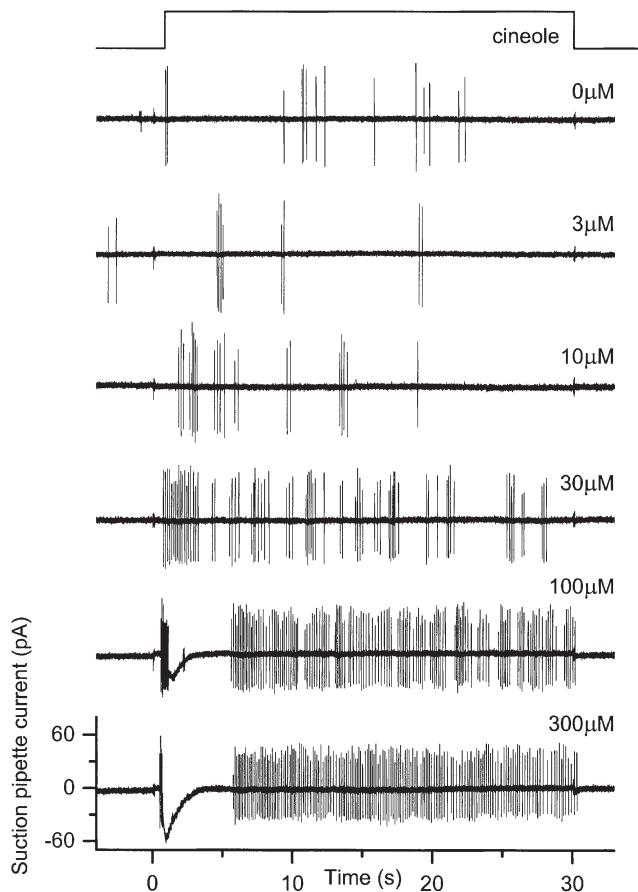 cineole
0µM
3µM
10µM
30µM
100µM
300µM
Suction pipette current (pA)
60
0
-60
0 10 20 30
Time (s)